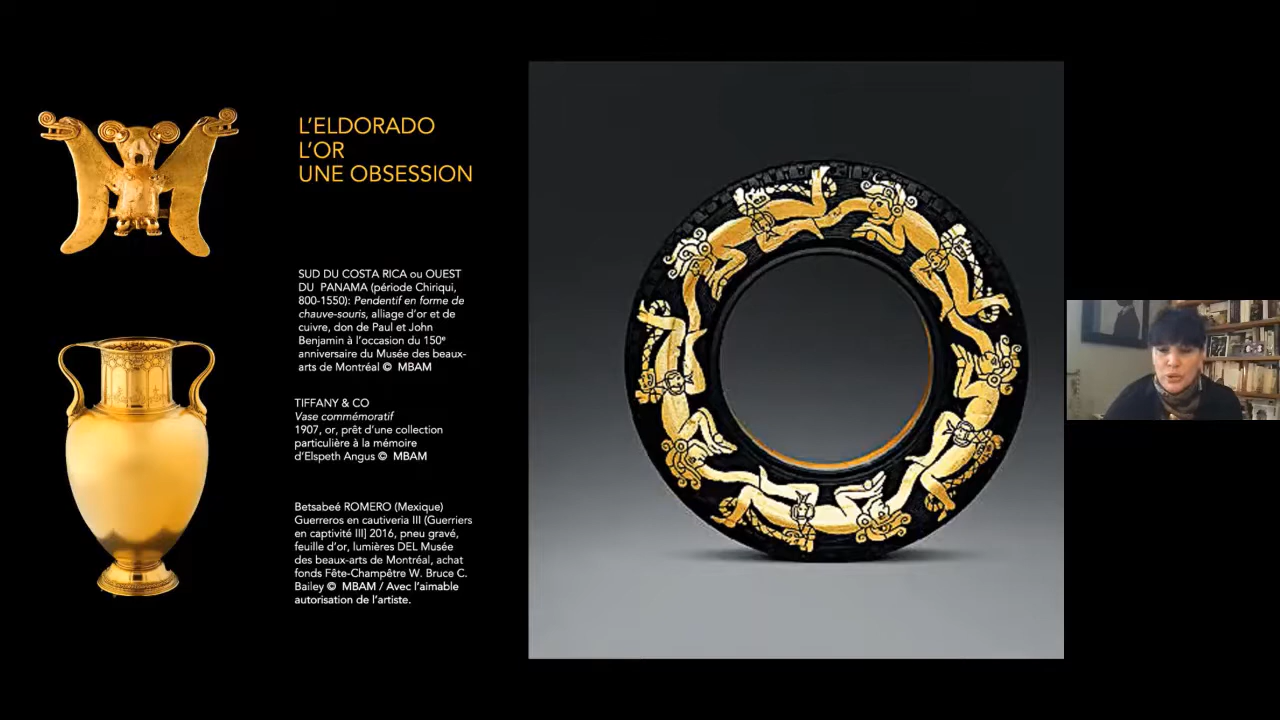 L'ELDORADO
L'OR
UNE OBSESSION
SUD DU COSTA RICA ou OUEST
DU PANAMA (période Chiriqui,
800-1550): Pendentif en forme de
chauve-souris, alliage d'or et de
cuivre, don de Paul et John
Benjamin à l'occasion du 150e
anniversaire du Musée des beaux-
arts de Montréal © MBAM
TIFFANY & CO
Vase commémoratif
1907, or, prêt d'une collection
particulière à la mémoire
d'Elspeth Angus © MBAM
Betsabeé ROMERO (Mexique)
Guerreros en cautiveria III (Guerriers
en captivité III] 2016, pneu gravé,
feuille d'or, lumières DEL Musée
des beaux-arts de Montréal, achat
fonds Fête-Champêtre W. Bruce C.
Bailey © MBAM / Avec l'aimable
autorisation de l'artiste.